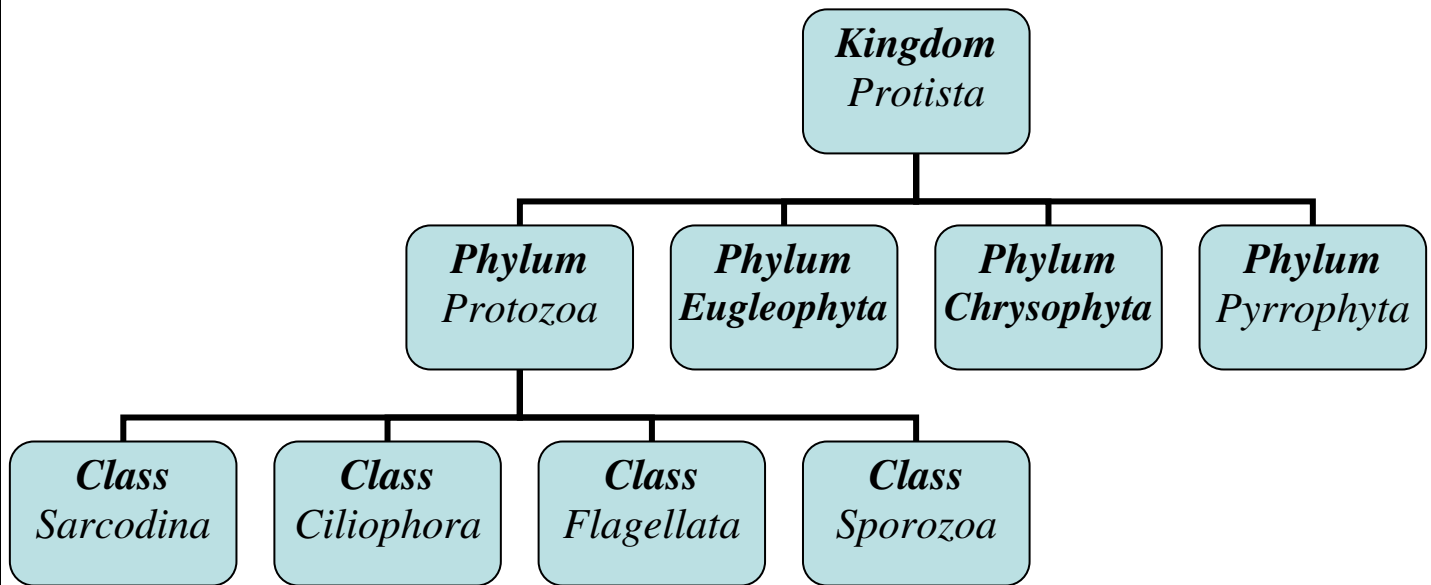 Kingdom
Protista
Phylum
Protozoa
Phylum
Eugleophyta
Phylum
Chrysophyta
Phylum
Pyrrophyta
Class
Sarcodina
Class
Ciliophora
Class
Flagellata
Class
Sporozoa